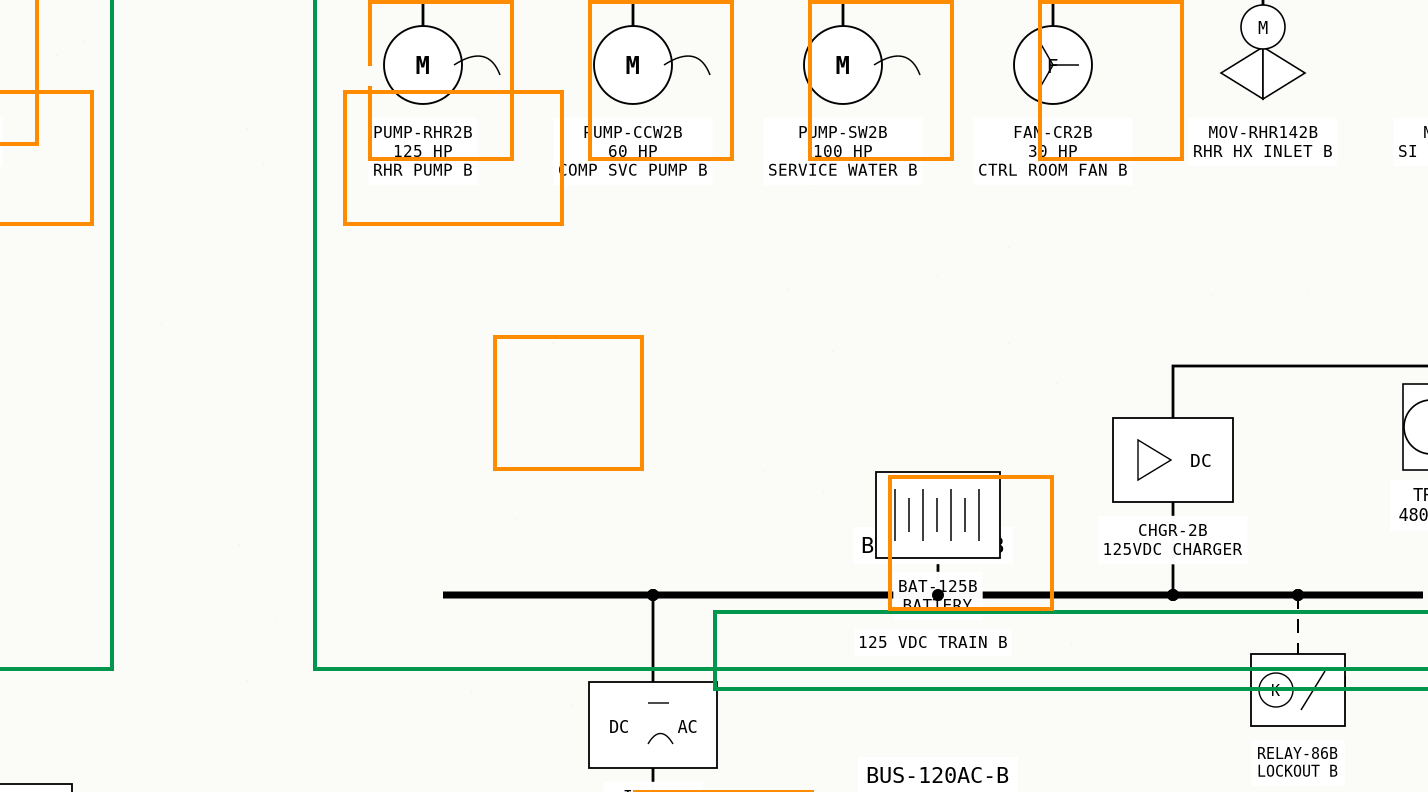 M
M
M
F
M
PUMP-RHR2B
125 HP
RHR PUMP B
PUMP-CCW2B
60 HP
COMP SVC PUMP B
PUMP-SW2B
100 HP
SERVICE WATER B
FAN-CR2B
30 HP
CTRL ROOM FAN B
MOV-RHR142B
RHR HX INLET B
SI
DC
CHGR-2B
125VDC CHARGER
BAT-125B
BATTERY
125 VDC TRAIN B
DC AC
K
RELAY-86B
LOCKOUT B
BUS-120AC-B